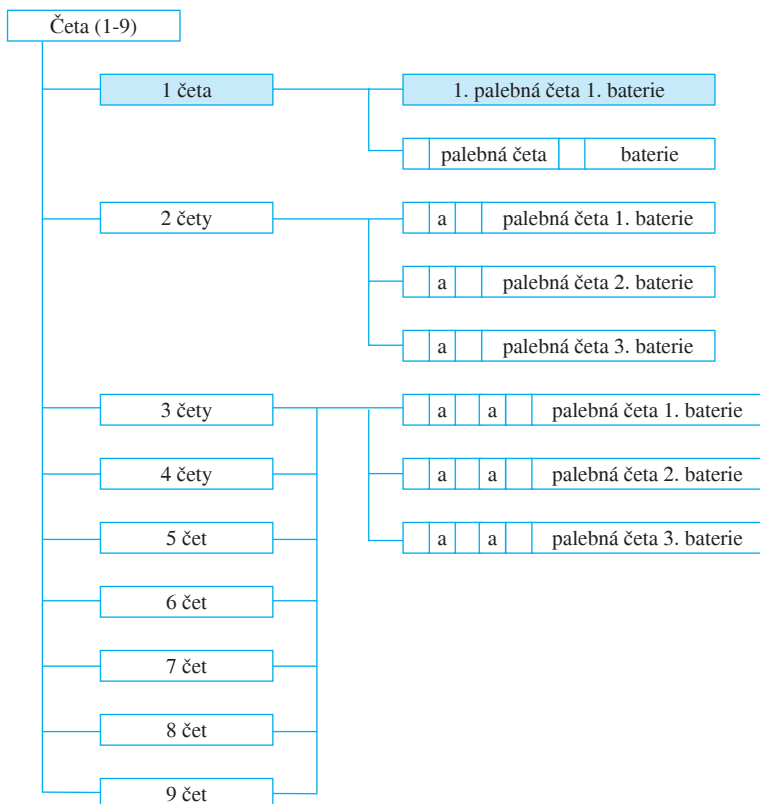 Četa (1-9)
1 četa
1. palebná četa 1. baterie
palebná četa baterie
2 čety
a palebná četa 1. baterie
a palebná četa 2. baterie
a palebná četa 3. baterie
3 čety
a a palebná četa 1. baterie
4 čety
a a palebná četa 2. baterie
5 čet
a a palebná četa 3. baterie
6 čet
7 čet
8 čet
9 čet